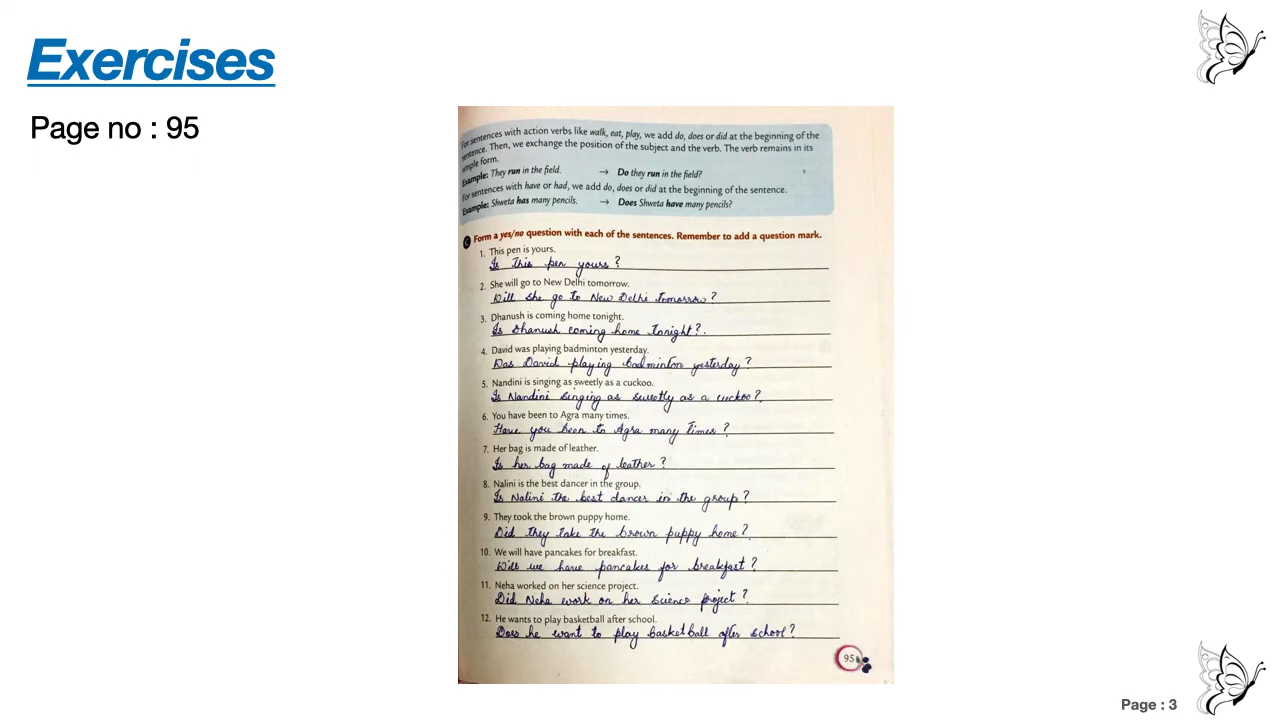 Exercises
Page no : 95
For sentences with action verbs like walk, eat, play, we add do, does or did at the beginning of the
sentence. Then, we exchange the position of the subject and the verb. The verb remains in its
simple form.
Example: They run in the field. → Do they run in the field?
For sentences with have or had, we add do, does or did at the beginning of the sentence.
Example: Shweta has many pencils. → Does Shweta have many pencils?
C Form a yes/no question with each of the sentences. Remember to add a question mark.
1. This pen is yours.
Is this pen yours?
2. She will go to New Delhi tomorrow.
Will she go to New Delhi tomorrow?
3. Dhanush is coming home tonight.
Is Dhanush coming home tonight?.
4. David was playing badminton yesterday.
Was David playing badminton yesterday?
5. Nandini is singing as sweetly as a cuckoo.
Is Nandini singing as sweetly as a cuckoo?
6. You have been to Agra many times.
Have you been to Agra many times?
7. Her bag is made of leather.
Is her bag made of leather?
8. Nalini is the best dancer in the group.
Is Nalini the best dancer in the group?
9. They took the brown puppy home.
Did they take the brown puppy home?
10. We will have pancakes for breakfast.
Will we have pancakes for breakfast?
11. Neha worked on her science project.
Did Neha work on her science project?
12. He wants to play basketball after school.
Does he want to play basketball after school?
95
Page : 3